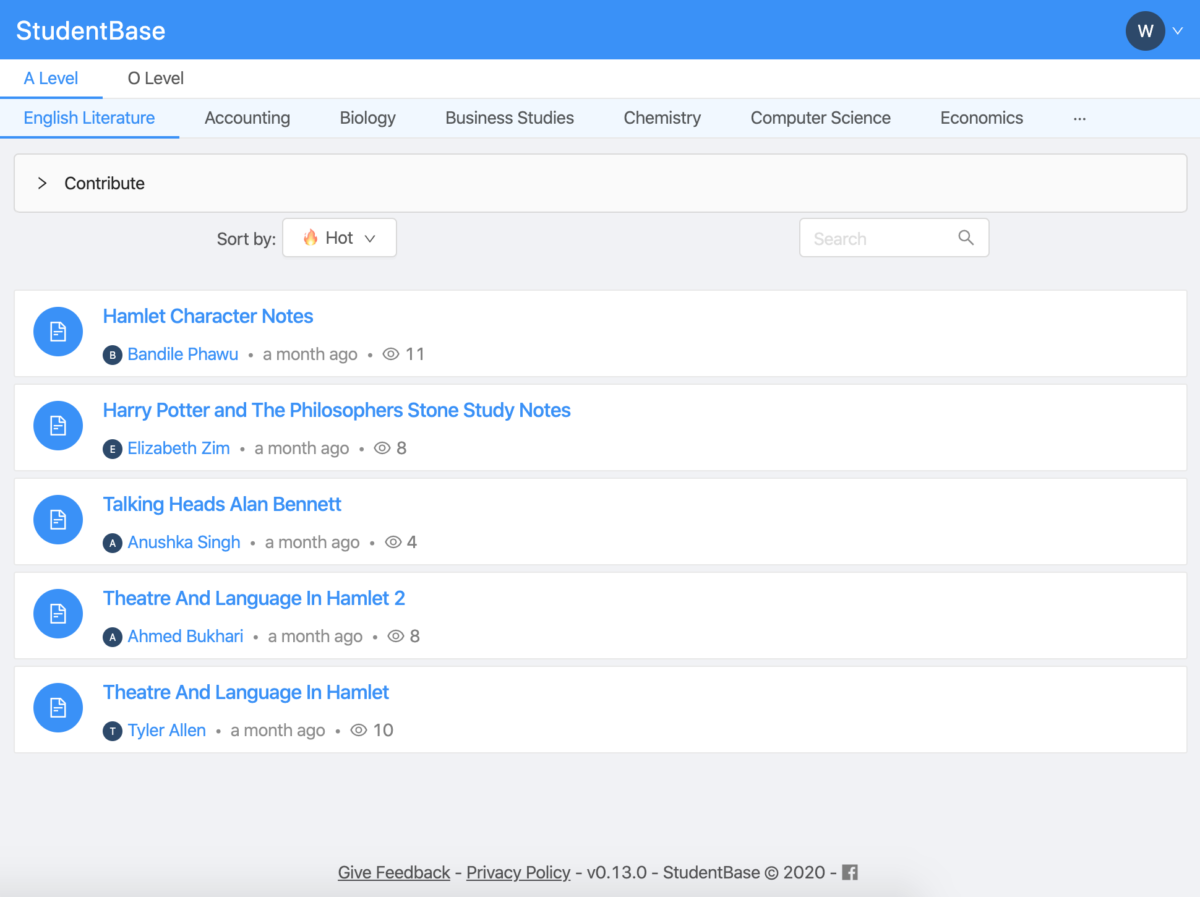 StudentBase W
A Level O Level
English Literature Accounting Biology Business Studies Chemistry Computer Science Economics ···
Contribute
Sort by: 🔥 Hot Search
Hamlet Character Notes
B Bandile Phawu • a month ago • 11
Harry Potter and The Philosophers Stone Study Notes
E Elizabeth Zim • a month ago • 8
Talking Heads Alan Bennett
A Anushka Singh • a month ago • 4
Theatre And Language In Hamlet 2
A Ahmed Bukhari • a month ago • 8
Theatre And Language In Hamlet
T Tyler Allen • a month ago • 10
Give Feedback - Privacy Policy - v0.13.0 - StudentBase © 2020 -